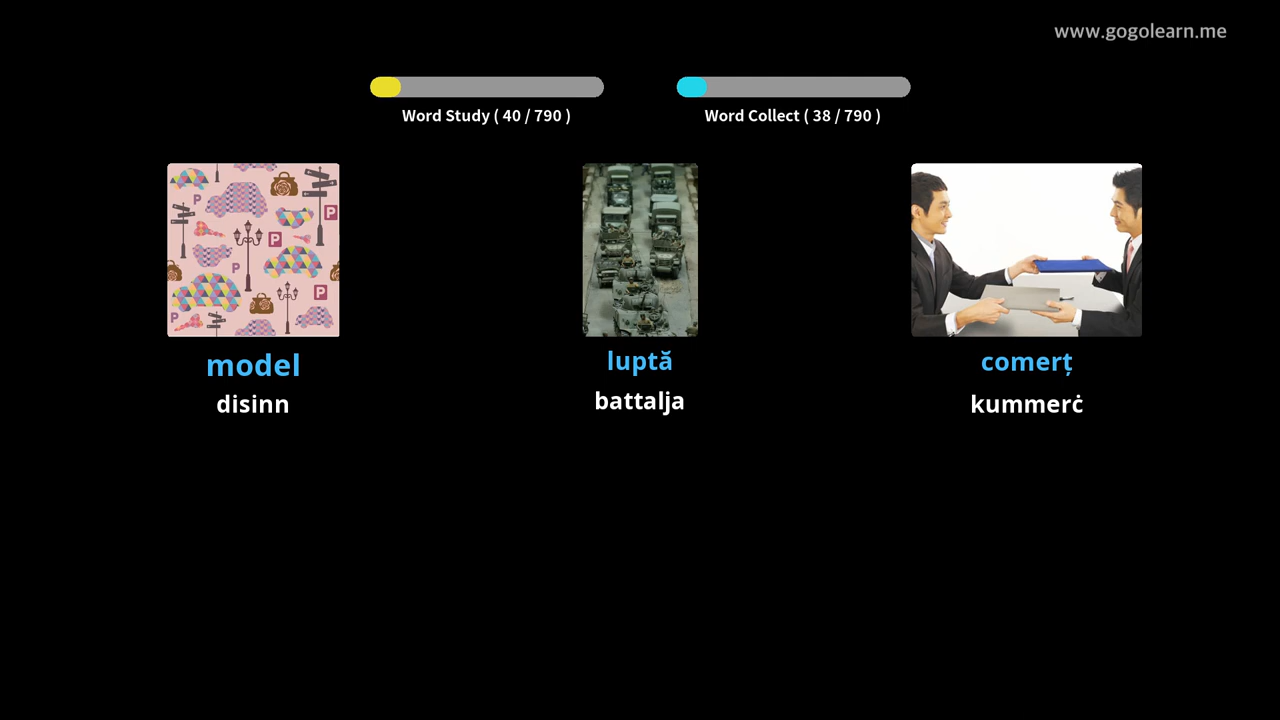 www.gogolearn.me
Word Study ( 40 / 790 )
Word Collect ( 38 / 790 )
P
P
P
P
P
P
model
luptă
comerț
disinn
battalja
kummerċ